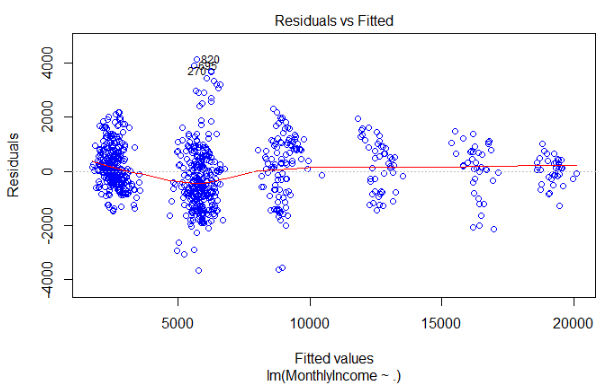 Residuals vs Fitted
Residuals
4000
2000
0
-2000
-4000
820
695
270
5000 10000 15000 20000
Fitted values
lm(MonthlyIncome ~ .)